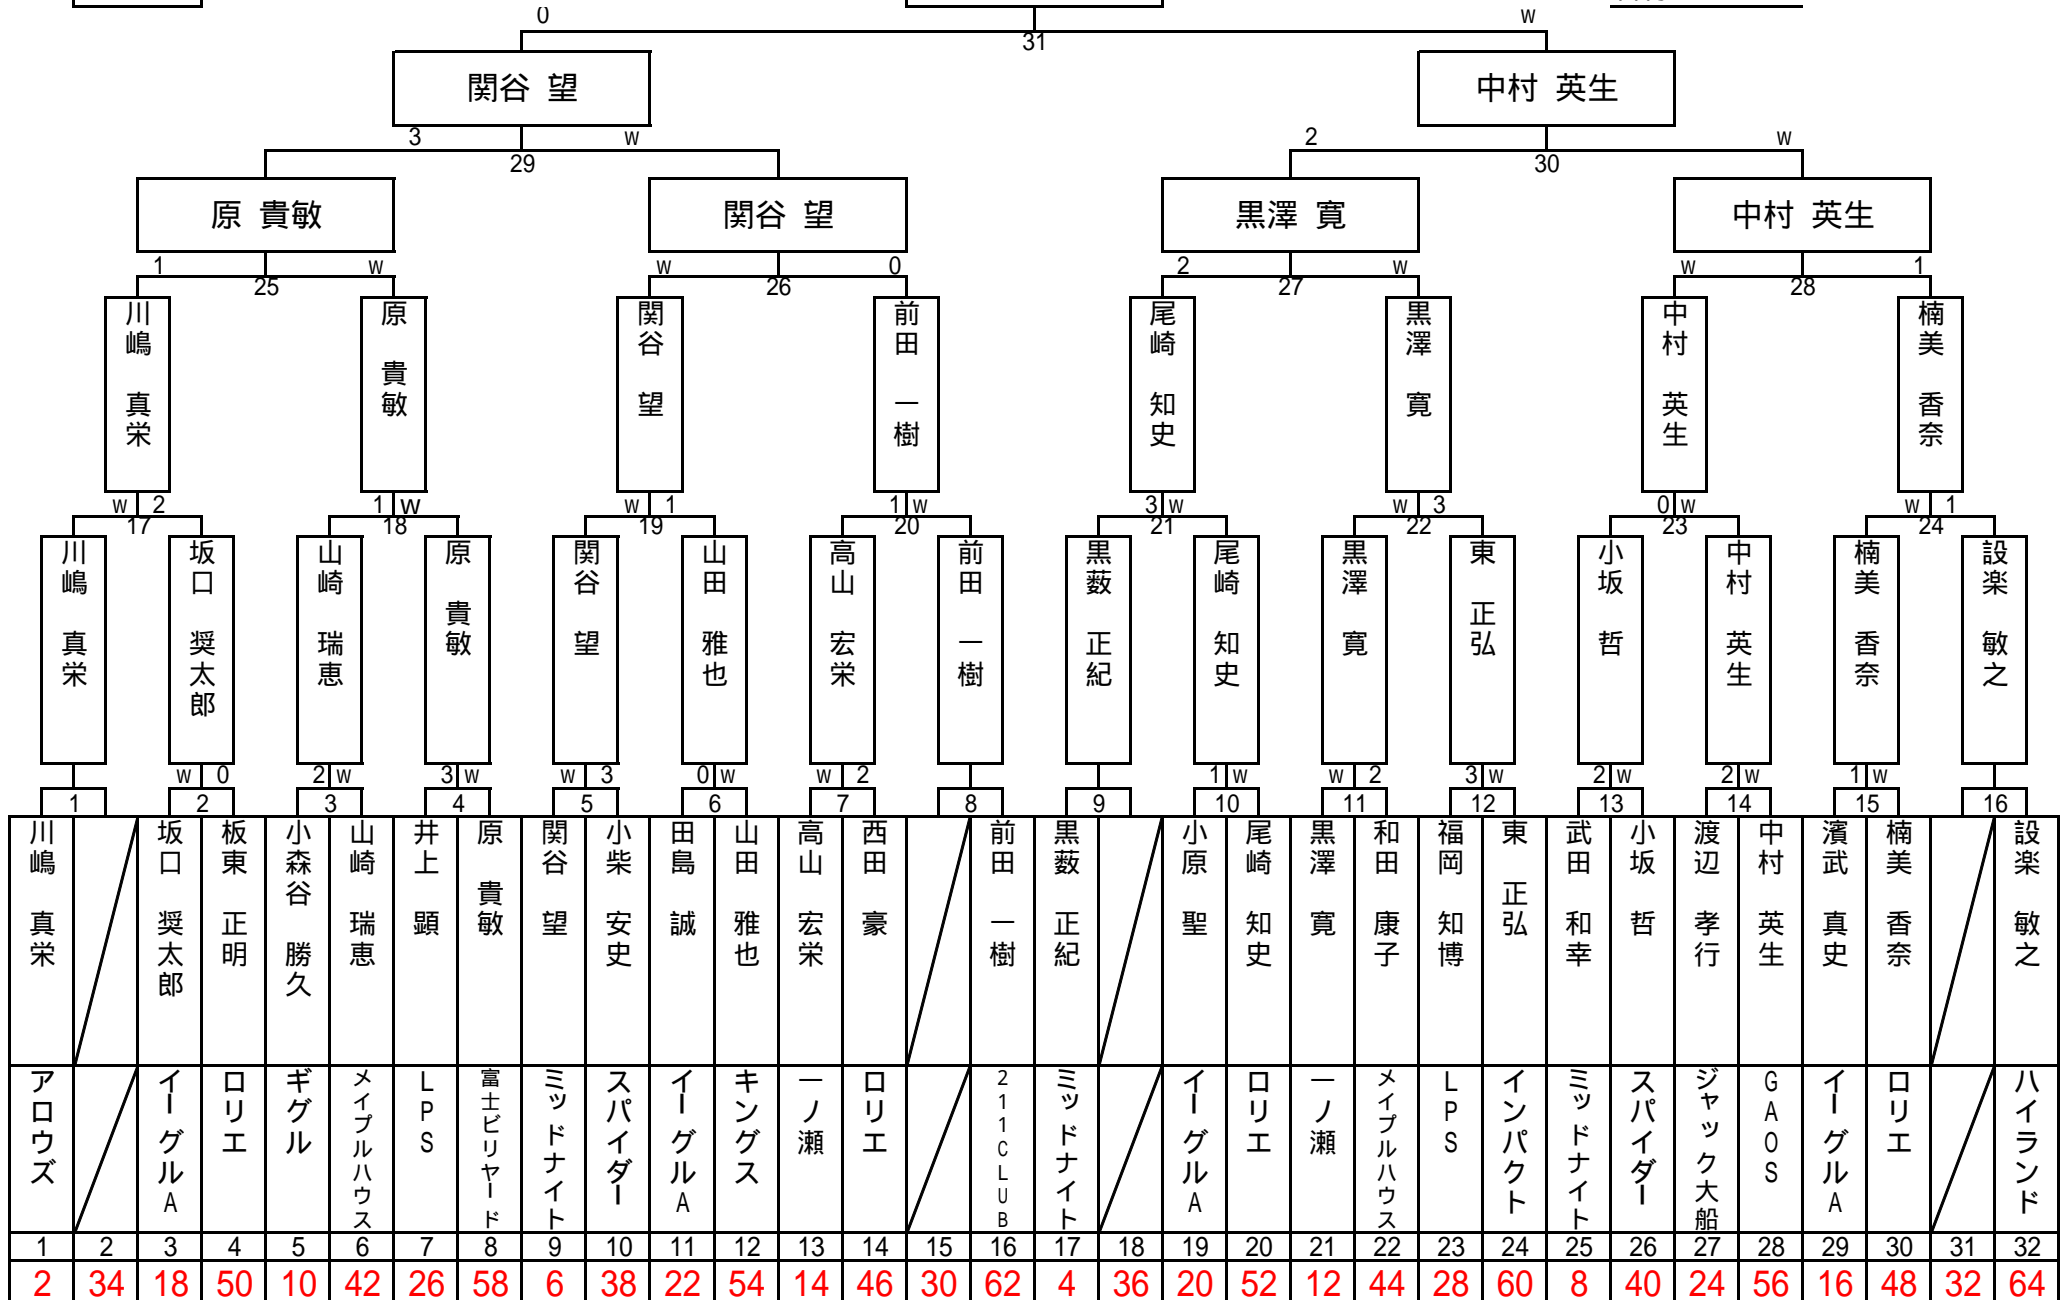 0 w
31
関谷 望 中村 英生
3 w 2 w
29 30
原 貴敏 関谷 望 黒澤 寛 中村 英生
1 w w 0 2 w w 1
25 26 27 28
川嶋 真栄 原 貴敏 関谷 望 前田 一樹 尾崎 知史 黒澤 寛 中村 英生 楠美 香奈
w 2 1 w w 1 1 w 3 w w 3 0 w w 1
17 18 19 20 21 22 23 24
川嶋 真栄 坂口 奨太郎 山崎 瑞恵 原 貴敏 関谷 望 山田 雅也 高山 宏栄 前田 一樹 黒薮 正紀 尾崎 知史 黒澤 寛 東 正弘 小坂 哲 中村 英生 楠美 香奈 設楽 敏之
w 0 2 w 3 w w 3 0 w w 2 1 w w 2 3 w 2 w 2 w 1 w
1 2 3 4 5 6 7 8 9 10 11 12 13 14 15 16
川嶋 真栄 坂口 奨太郎 板東 正明 小森谷 勝久 山崎 瑞恵 井上 顕 原 貴敏 関谷 望 小柴 安史 田島 誠 山田 雅也 高山 宏栄 西田 豪 前田 一樹 黒薮 正紀 小原 聖 尾崎 知史 黒澤 寛 和田 康子 福岡 知博 東 正弘 武田 和幸 小坂 哲 渡辺 孝行 中村 英生 濱武 真史 楠美 香奈 設楽 敏之
アロウズ イーグルA ロリエ ギグル メイプルハウス LPS 富士ビリヤード ミッドナイト スパイダー イーグルA キングス 一ノ瀬 ロリエ 211CLUB ミッドナイト イーグルA ロリエ 一ノ瀬 メイプルハウス LPS インパクト ミッドナイト スパイダー ジャック大船 GAOS イーグルA ロリエ ハイランド
1 2 3 4 5 6 7 8 9 10 11 12 13 14 15 16 17 18 19 20 21 22 23 24 25 26 27 28 29 30 31 32
2 34 18 50 10 42 26 58 6 38 22 54 14 46 30 62 4 36 20 52 12 44 28 60 8 40 24 56 16 48 32 64